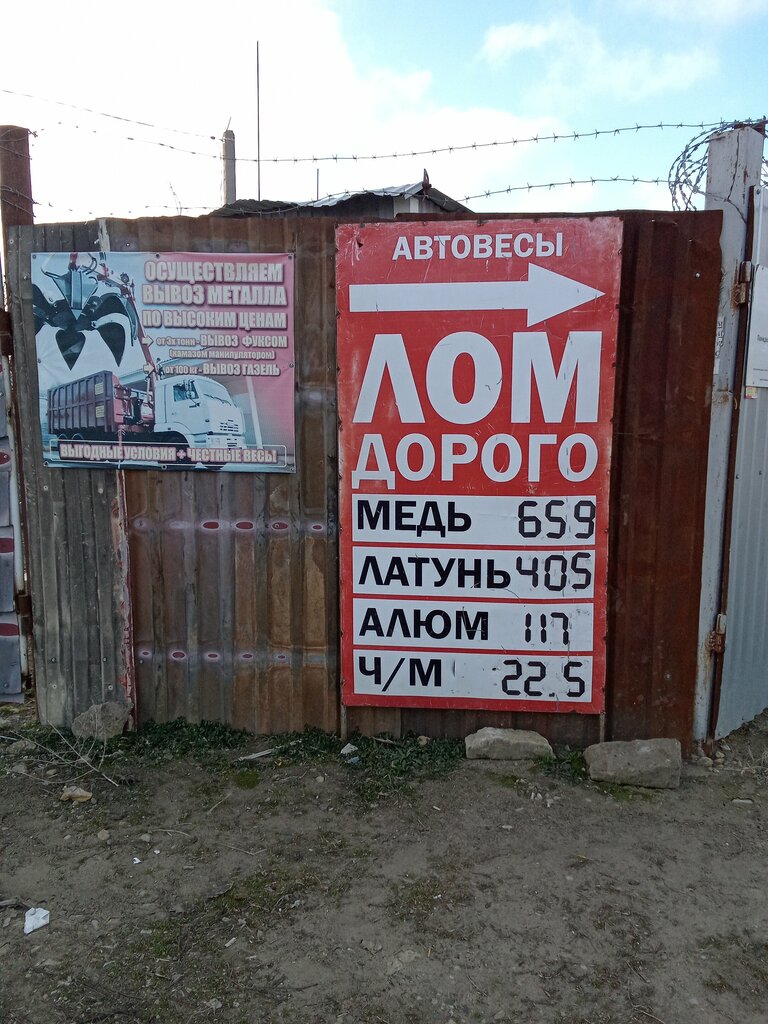 ОСУЩЕСТВЛЯЕМ
ВЫВОЗ МЕТАЛЛА
ПО ВЫСОКИМ ЦЕНАМ
от 3х тонн - ВЫВОЗ ФУКСОМ
(камазом манипулятором)
от 100 кг - ВЫВОЗ ГАЗЕЛЬ
ВЫГОДНЫЕ УСЛОВИЯ + ЧЕСТНЫЕ ВЕСЫ
АВТОВЕСЫ
ЛОМ
ДОРОГО
МЕДЬ 659
ЛАТУНЬ 405
АЛЮМ 117
Ч/М 22.5